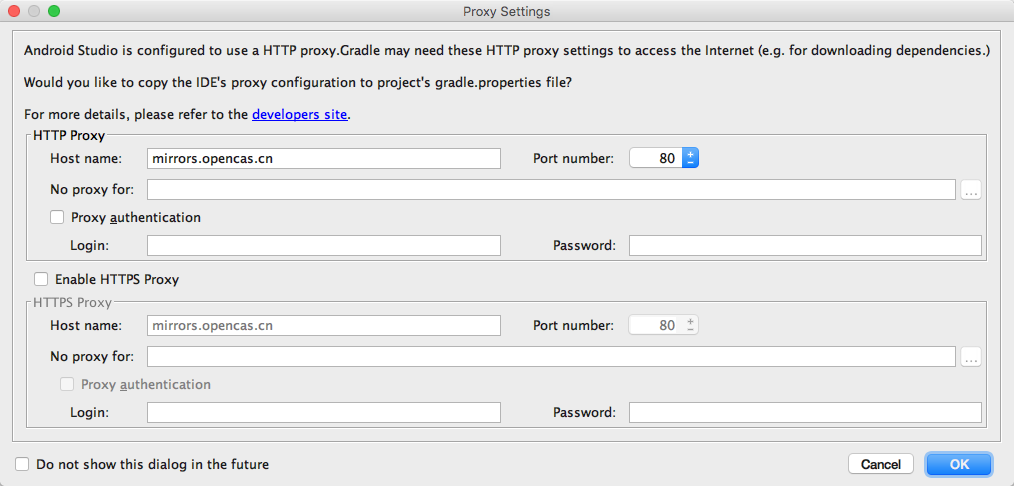 Proxy Settings
Android Studio is configured to use a HTTP proxy.Gradle may need these HTTP proxy settings to access the Internet (e.g. for downloading dependencies.)
Would you like to copy the IDE's proxy configuration to project's gradle.properties file?
For more details, please refer to the developers site.
HTTP Proxy
Host name: mirrors.opencas.cn Port number: 80
No proxy for: ...
Proxy authentication
Login: Password:
Enable HTTPS Proxy
HTTPS Proxy
Host name: mirrors.opencas.cn Port number: 80
No proxy for: ...
Proxy authentication
Login: Password:
Do not show this dialog in the future Cancel OK